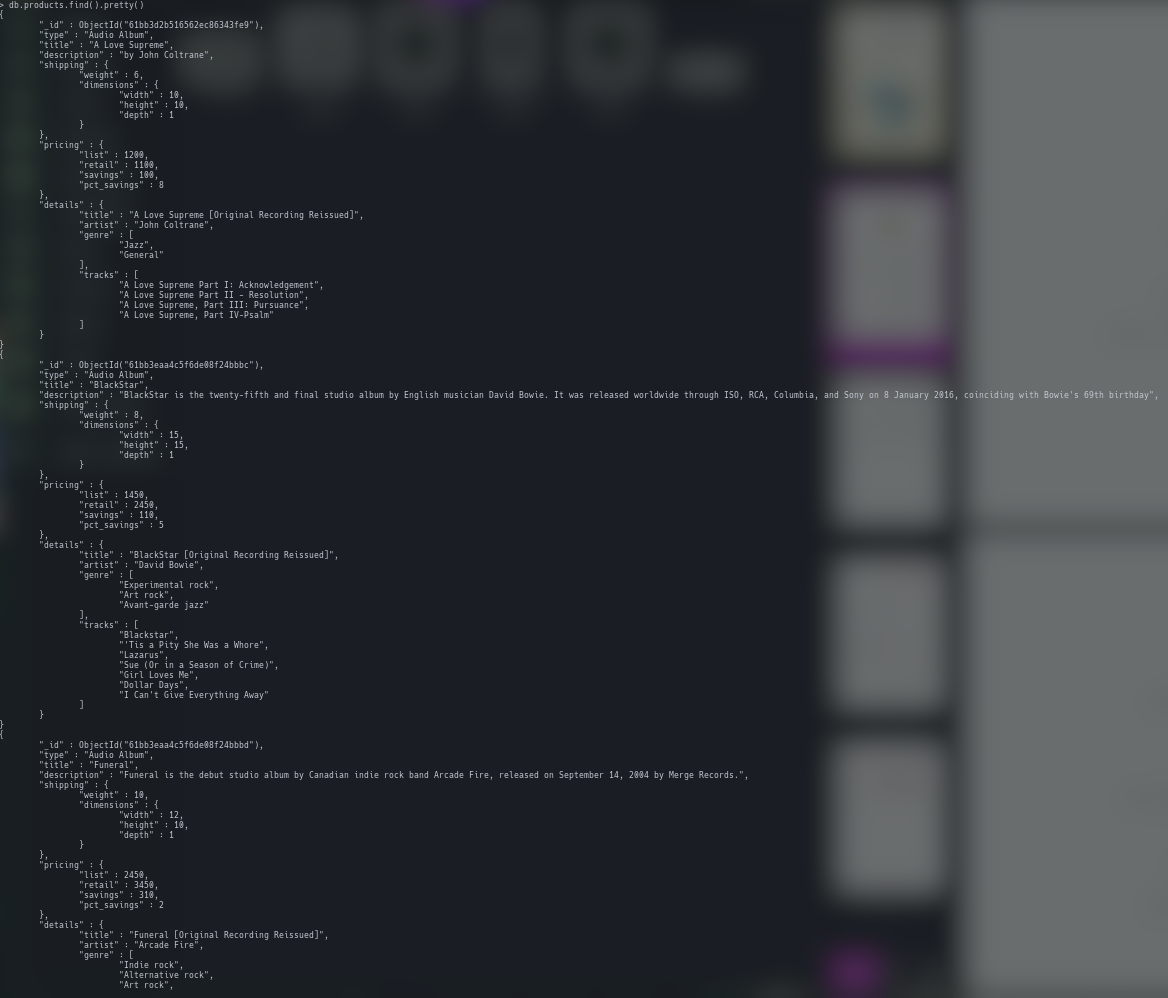 > db.products.find().pretty()
{
"_id" : ObjectId("61bb3d2b516562ec86343fe9"),
"type" : "Audio Album",
"title" : "A Love Supreme",
"description" : "by John Coltrane",
"shipping" : {
"weight" : 6,
"dimensions" : {
"width" : 10,
"height" : 10,
"depth" : 1
}
},
"pricing" : {
"list" : 1200,
"retail" : 1100,
"savings" : 100,
"pct_savings" : 8
},
"details" : {
"title" : "A Love Supreme [Original Recording Reissued]",
"artist" : "John Coltrane",
"genre" : [
"Jazz",
"General"
],
"tracks" : [
"A Love Supreme Part I: Acknowledgement",
"A Love Supreme Part II - Resolution",
"A Love Supreme, Part III: Pursuance",
"A Love Supreme, Part IV-Psalm"
]
}
}
{
"_id" : ObjectId("61bb3eaa4c5f6de08f24bbbc"),
"type" : "Audio Album",
"title" : "BlackStar",
"description" : "BlackStar is the twenty-fifth and final studio album by English musician David Bowie. It was released worldwide through ISO, RCA, Columbia, and Sony on 8 January 2016, coinciding with Bowie's 69th birthday",
"shipping" : {
"weight" : 8,
"dimensions" : {
"width" : 15,
"height" : 15,
"depth" : 1
}
},
"pricing" : {
"list" : 1450,
"retail" : 2450,
"savings" : 110,
"pct_savings" : 5
},
"details" : {
"title" : "BlackStar [Original Recording Reissued]",
"artist" : "David Bowie",
"genre" : [
"Experimental rock",
"Art rock",
"Avant-garde jazz"
],
"tracks" : [
"Blackstar",
"'Tis a Pity She Was a Whore",
"Lazarus",
"Sue (Or in a Season of Crime)",
"Girl Loves Me",
"Dollar Days",
"I Can't Give Everything Away"
]
}
}
{
"_id" : ObjectId("61bb3eaa4c5f6de08f24bbbd"),
"type" : "Audio Album",
"title" : "Funeral",
"description" : "Funeral is the debut studio album by Canadian indie rock band Arcade Fire, released on September 14, 2004 by Merge Records.",
"shipping" : {
"weight" : 10,
"dimensions" : {
"width" : 12,
"height" : 10,
"depth" : 1
}
},
"pricing" : {
"list" : 2450,
"retail" : 3450,
"savings" : 310,
"pct_savings" : 2
},
"details" : {
"title" : "Funeral [Original Recording Reissued]",
"artist" : "Arcade Fire",
"genre" : [
"Indie rock",
"Alternative rock",
"Art rock",